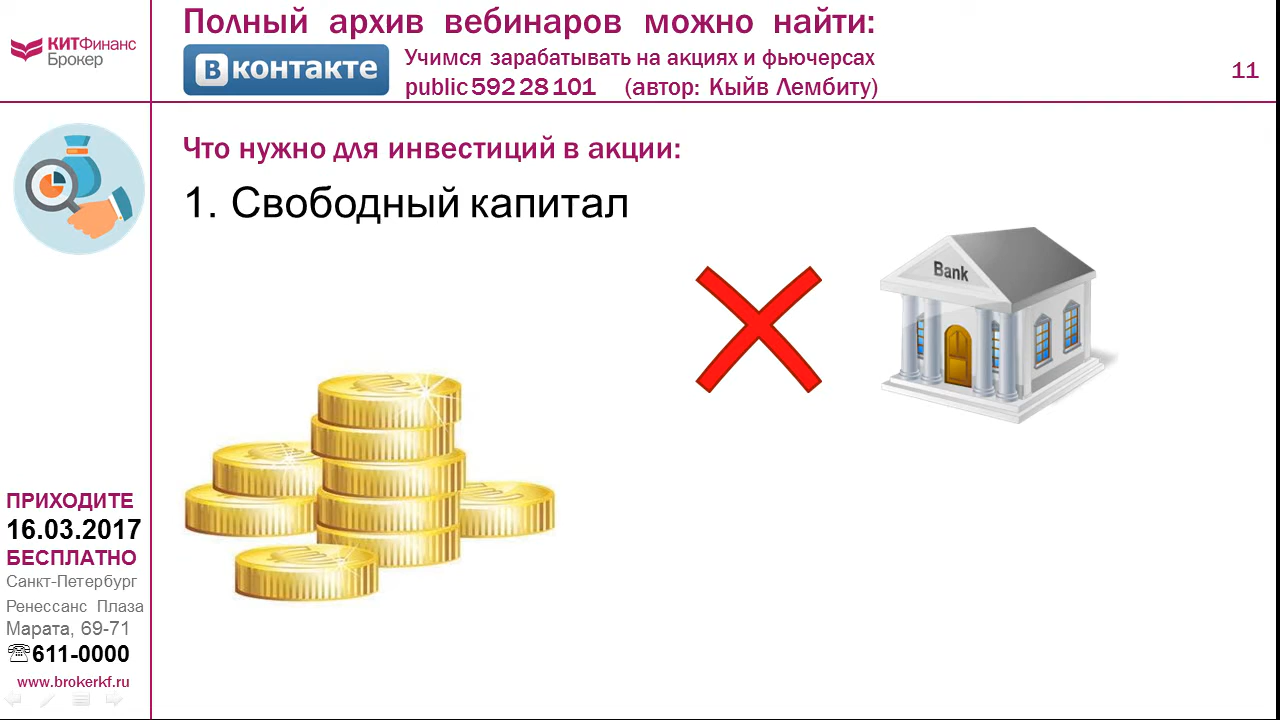 КИТФинанс
Брокер
Полный архив вебинаров можно найти:
в контакте
Учимся зарабатывать на акциях и фьючерсах
public 592 28 101 (автор: Кыйв Лембиту)
11
Что нужно для инвестиций в акции:
1. Свободный капитал
Bank
ПРИХОДИТЕ
16.03.2017
БЕСПЛАТНО
Санкт-Петербург
Ренессанс Плаза
Марата, 69-71
☏611-0000
www.brokerkf.ru